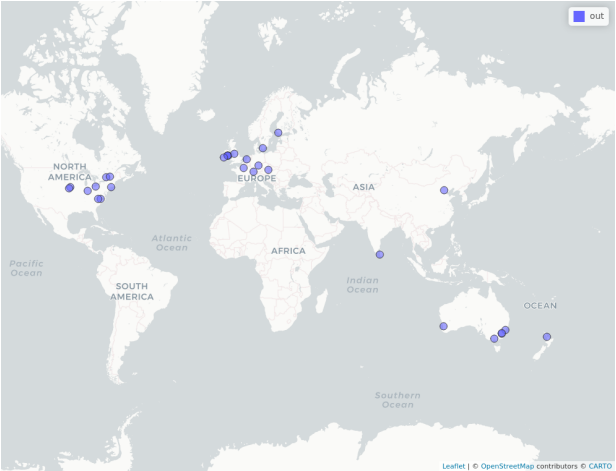 out
NORTH
AMERICA
EUROPE
ASIA
Atlantic
Ocean
AFRICA
Pacific
Ocean
SOUTH
AMERICA
Indian
Ocean
OCEAN
Southern
Ocean
Leaflet | © OpenStreetMap contributors © CARTO